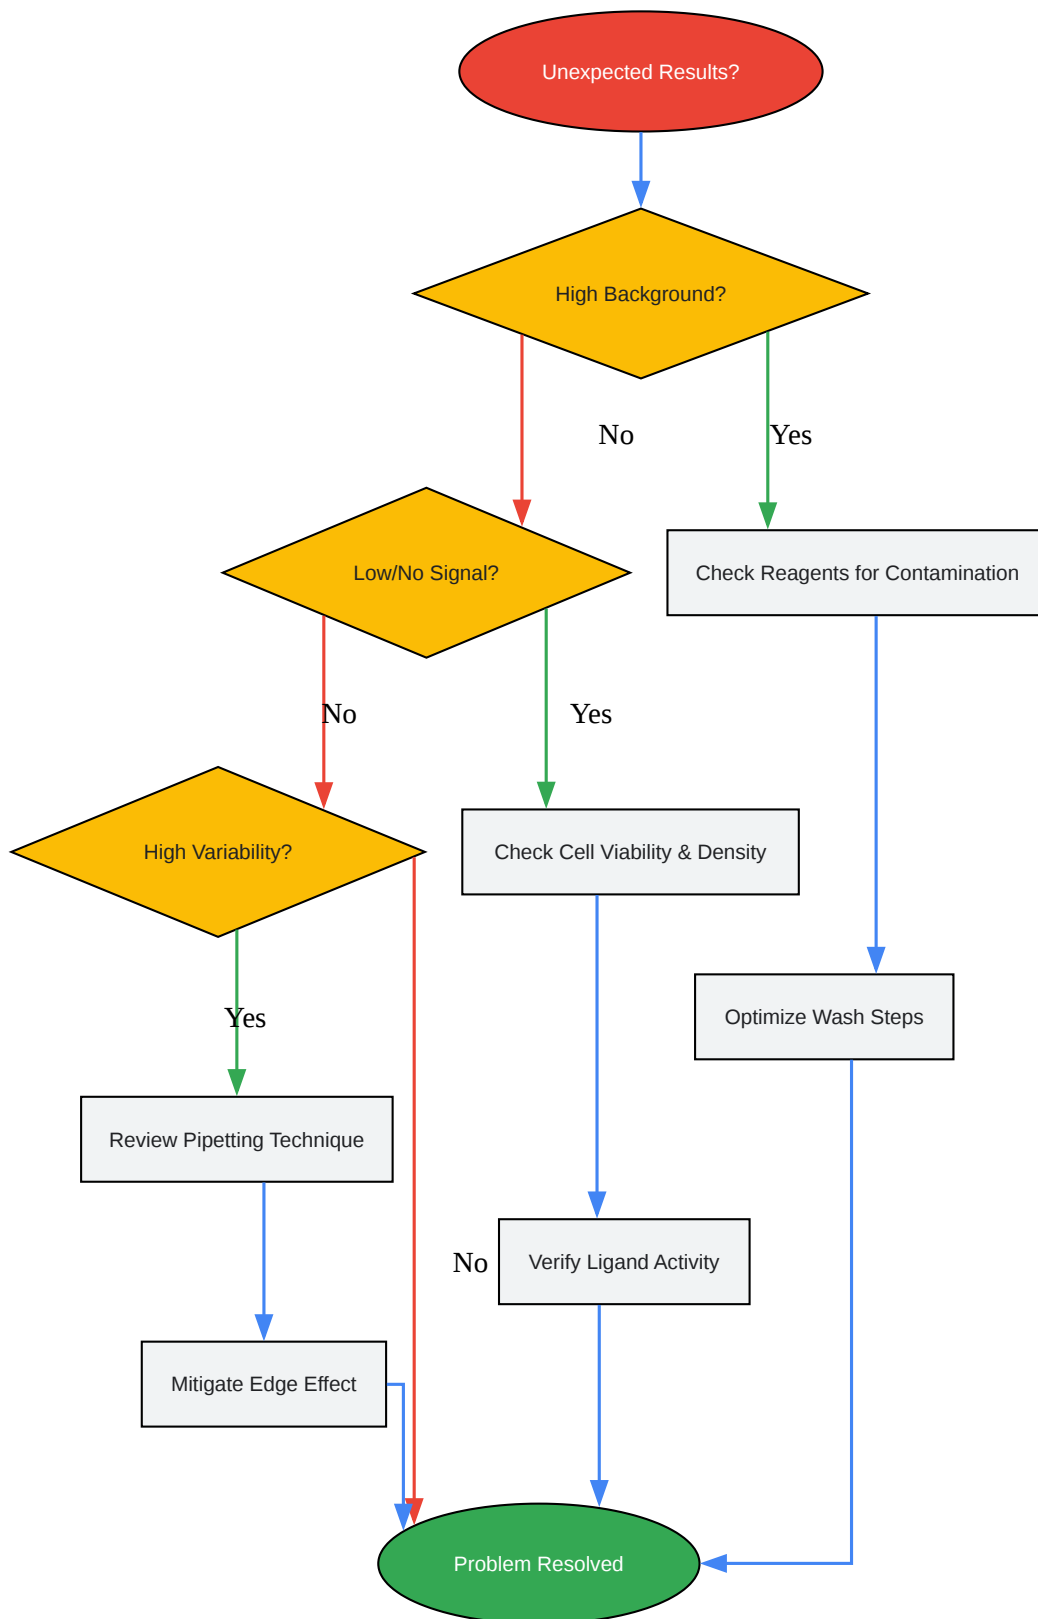 Unexpected Results?
High Background?
No
Yes
Low/No Signal?
Check Reagents for Contamination
No
Yes
High Variability?
Check Cell Viability & Density
Yes
Optimize Wash Steps
Review Pipetting Technique
No
Verify Ligand Activity
Mitigate Edge Effect
Problem Resolved